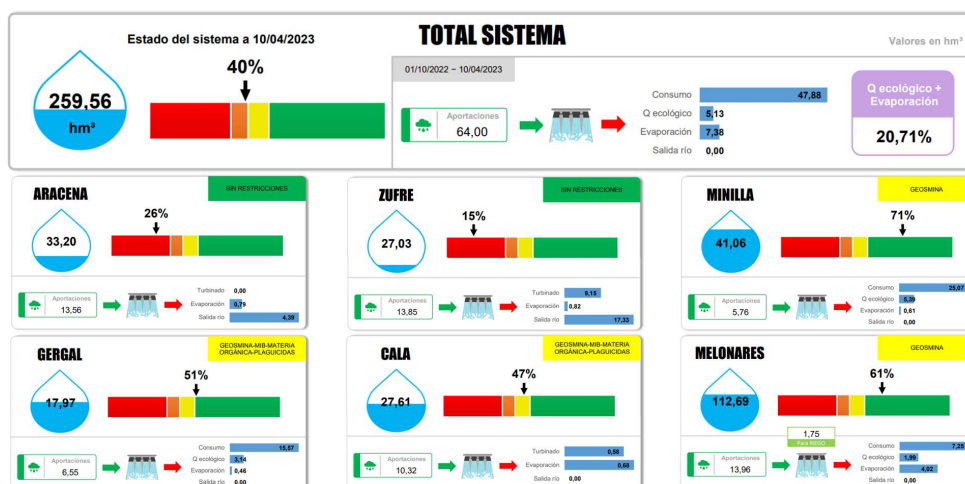 Estado del sistema a 10/04/2023
TOTAL SISTEMA
Valores en hm³
259,56
hm³
40%
01/10/2022 – 10/04/2023
Aportaciones
64,00
Consumo 47,88
Q ecológico 5,13
Evaporación 7,38
Salida río 0,00
Q ecológico +
Evaporación
20,71%
ARACENA
SIN RESTRICCIONES
26%
33,20
Aportaciones
13,56
Turbinado 0,00
Evaporación 0,79
Salida río 4,39
ZUFRE
SIN RESTRICCIONES
15%
27,03
Aportaciones
13,85
Turbinado 9,15
Evaporación 0,82
Salida río 17,33
MINILLA
GEOSMINA
71%
41,06
Aportaciones
5,76
Consumo 25,07
Q ecológico 5,39
Evaporación 0,61
Salida río 0,00
GERGAL
GEOSMINA-MIB-MATERIA
ORGÁNICA-PLAGUICIDAS
51%
17,97
Aportaciones
6,55
Consumo 15,57
Q ecológico 3,14
Evaporación 0,46
Salida río 0,00
CALA
GEOSMINA-MIB-MATERIA
ORGÁNICA-PLAGUICIDAS
47%
27,61
Aportaciones
10,32
Turbinado 0,58
Evaporación 0,68
Salida río 0,00
MELONARES
GEOSMINA
61%
112,69
1,75
Para RIEGO
Aportaciones
13,96
Consumo 7,25
Q ecológico 1,99
Evaporación 4,02
Salida río 0,00